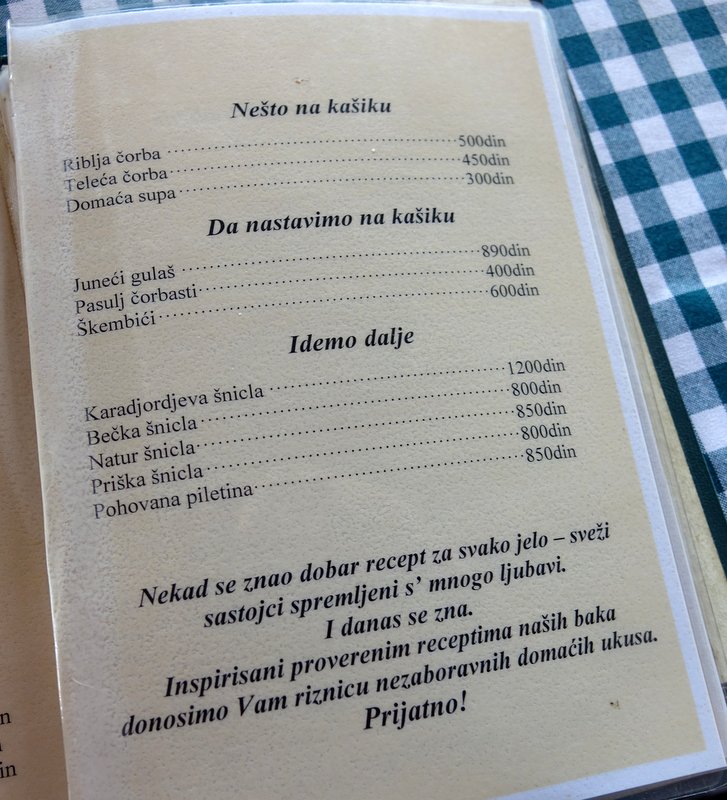 Nešto na kašiku
Riblja čorba 500din
Teleća čorba 450din
Domaća supa 300din
Da nastavimo na kašiku
Juneći gulaš 890din
Pasulj čorbasti 400din
Škembići 600din
Idemo dalje
Karadjordjeva šnicla 1200din
Bečka šnicla 800din
Natur šnicla 850din
Priška šnicla 800din
Pohovana piletina 850din
Nekad se znao dobar recept za svako jelo – sveži
sastojci spremljeni s’ mnogo ljubavi.
I danas se zna.
Inspirisani proverenim receptima naših baka
donosimo Vam riznicu nezaboravnih domaćih ukusa.
Prijatno!